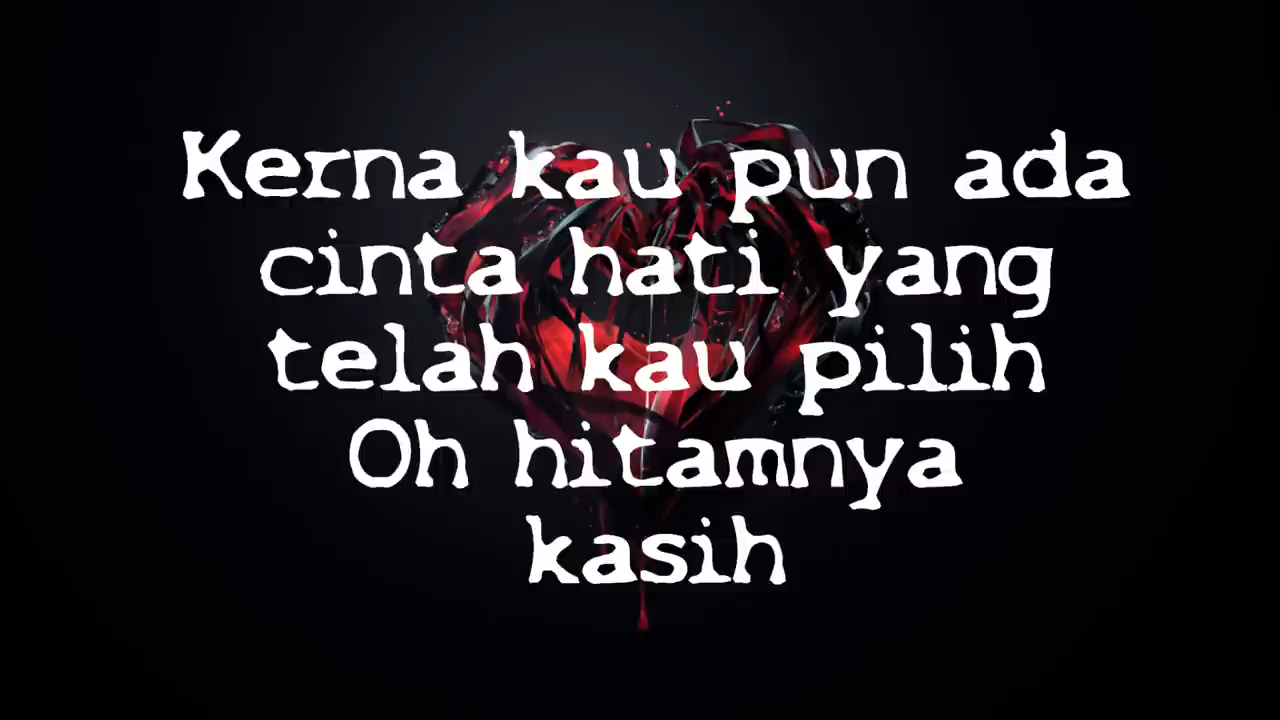 Kerna kau pun ada
cinta hati yang
telah kau pilih
Oh hitamnya
kasih